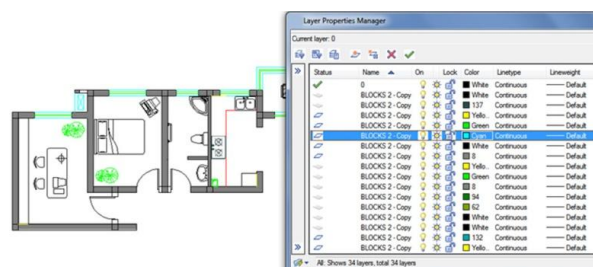 Layer Properties Manager
Current layer: 0
Status Name On Lock Color Linetype Lineweight
0 White Continuous Default
BLOCKS 2 - Copy White Continuous Default
BLOCKS 2 - Copy 137 Continuous Default
BLOCKS 2 - Copy Yello.. Continuous Default
BLOCKS 2 - Copy Green Continuous Default
BLOCKS 2 - Copy Cyan Continuous Default
BLOCKS 2 - Copy White Continuous Default
BLOCKS 2 - Copy 8 Continuous Default
BLOCKS 2 - Copy Yello.. Continuous Default
BLOCKS 2 - Copy Green Continuous Default
BLOCKS 2 - Copy 8 Continuous Default
BLOCKS 2 - Copy 94 Continuous Default
BLOCKS 2 - Copy 62 Continuous Default
BLOCKS 2 - Copy White Continuous Default
BLOCKS 2 - Copy White Continuous Default
BLOCKS 2 - Copy 132 Continuous Default
BLOCKS 2 - Copy Yello.. Continuous Default
All: Shows 34 layers, total 34 layers